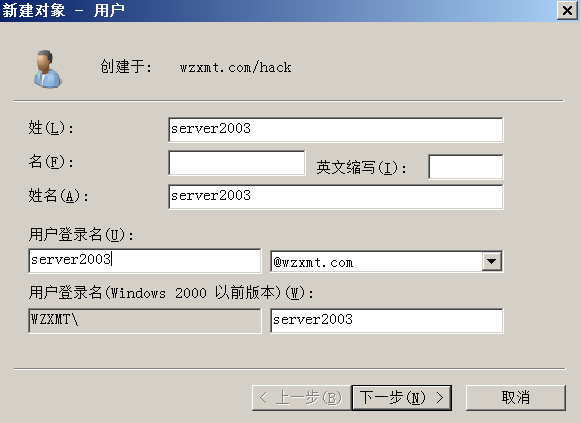 新建对象 - 用户
创建于: wzxmt.com/hack
姓(L): server2003
名(F): 英文缩写(I):
姓名(A): server2003
用户登录名(U):
server2003 @wzxmt.com
用户登录名(Windows 2000 以前版本)(W):
WZXMT\ server2003
< 上一步(B) 下一步(N) > 取消